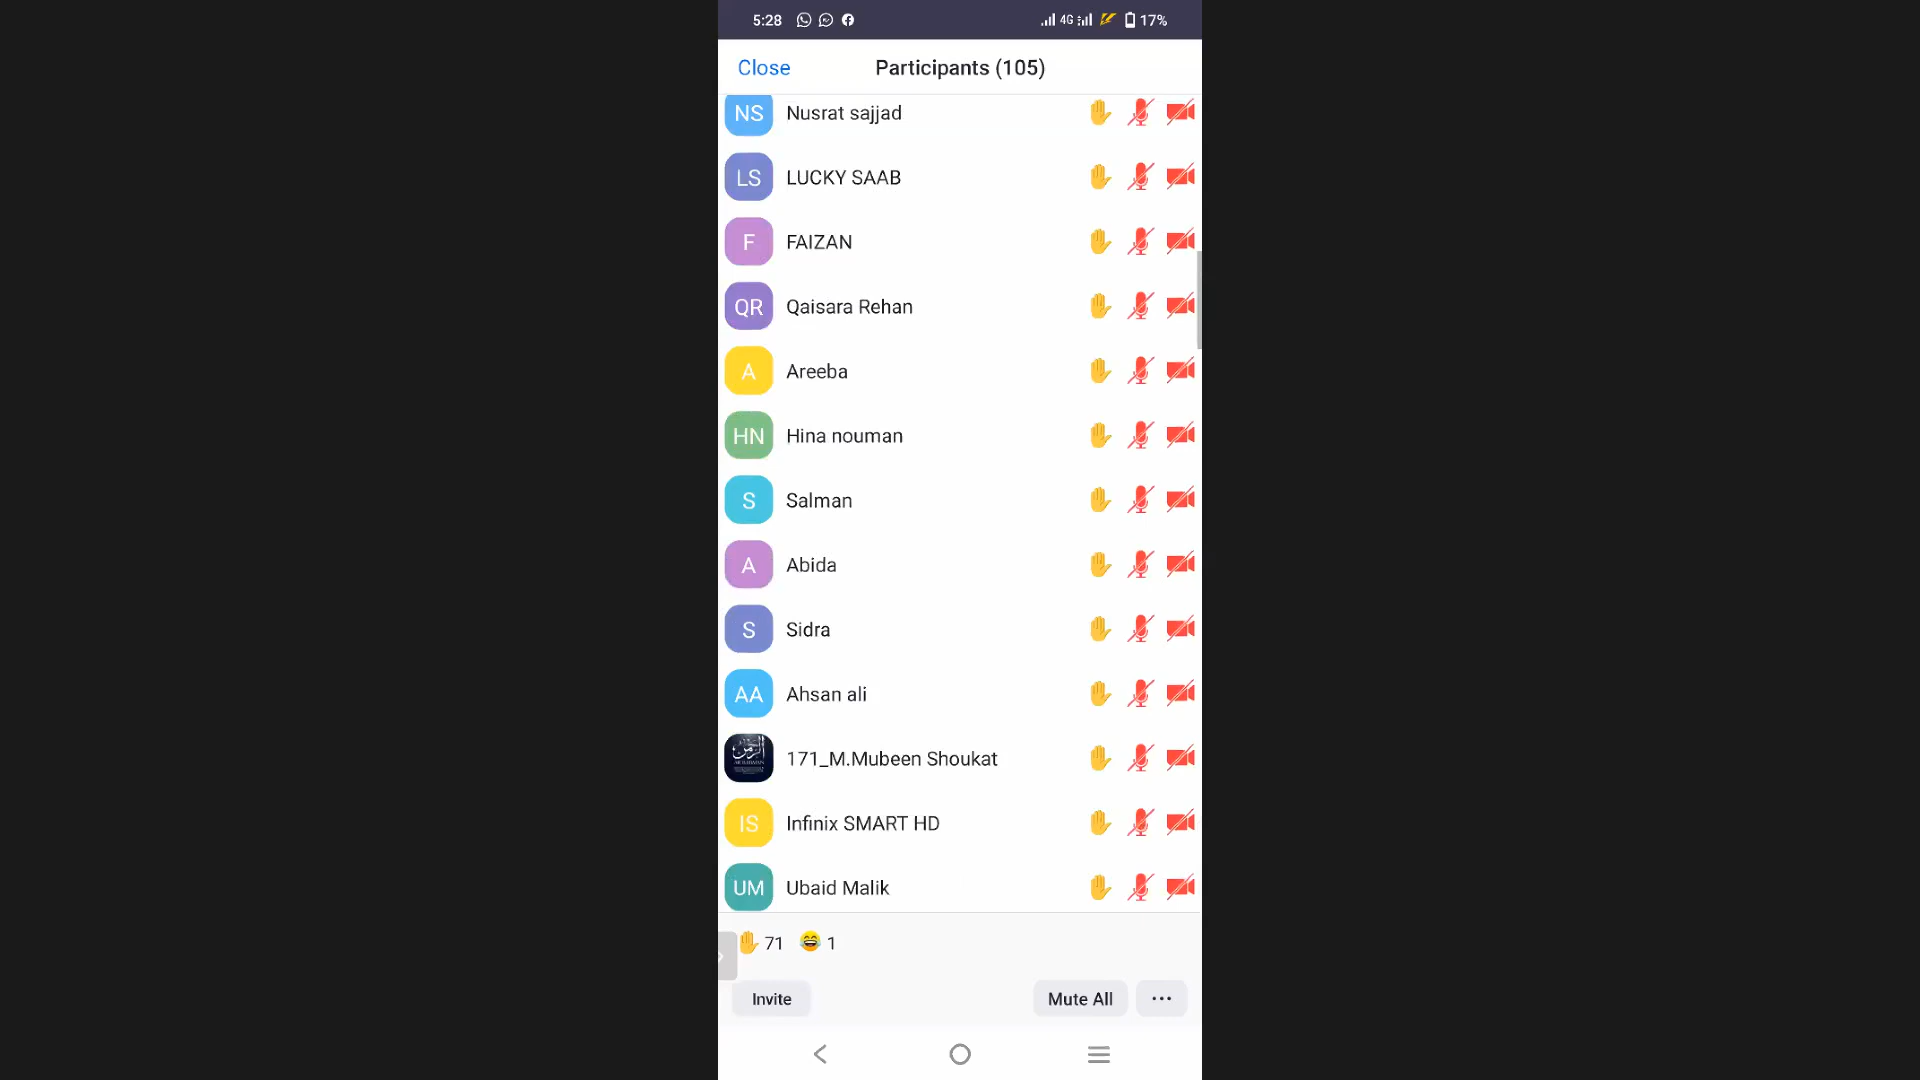 5:28 4G 17%
Close Participants (105)
NS Nusrat sajjad
LS LUCKY SAAB
F FAIZAN
QR Qaisara Rehan
A Areeba
HN Hina nouman
S Salman
A Abida
S Sidra
AA Ahsan ali
171_M.Mubeen Shoukat
IS Infinix SMART HD
UM Ubaid Malik
71 1
Invite Mute All ...